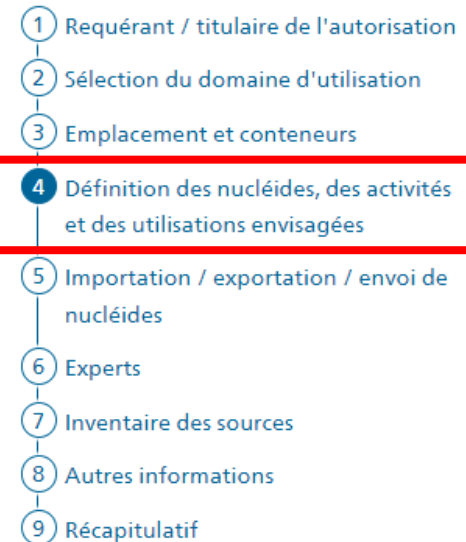 1 Requérant / titulaire de l'autorisation
2 Sélection du domaine d'utilisation
3 Emplacement et conteneurs
4 Définition des nucléides, des activités
et des utilisations envisagées
5 Importation / exportation / envoi de
nucléides
6 Experts
7 Inventaire des sources
8 Autres informations
9 Récapitulatif